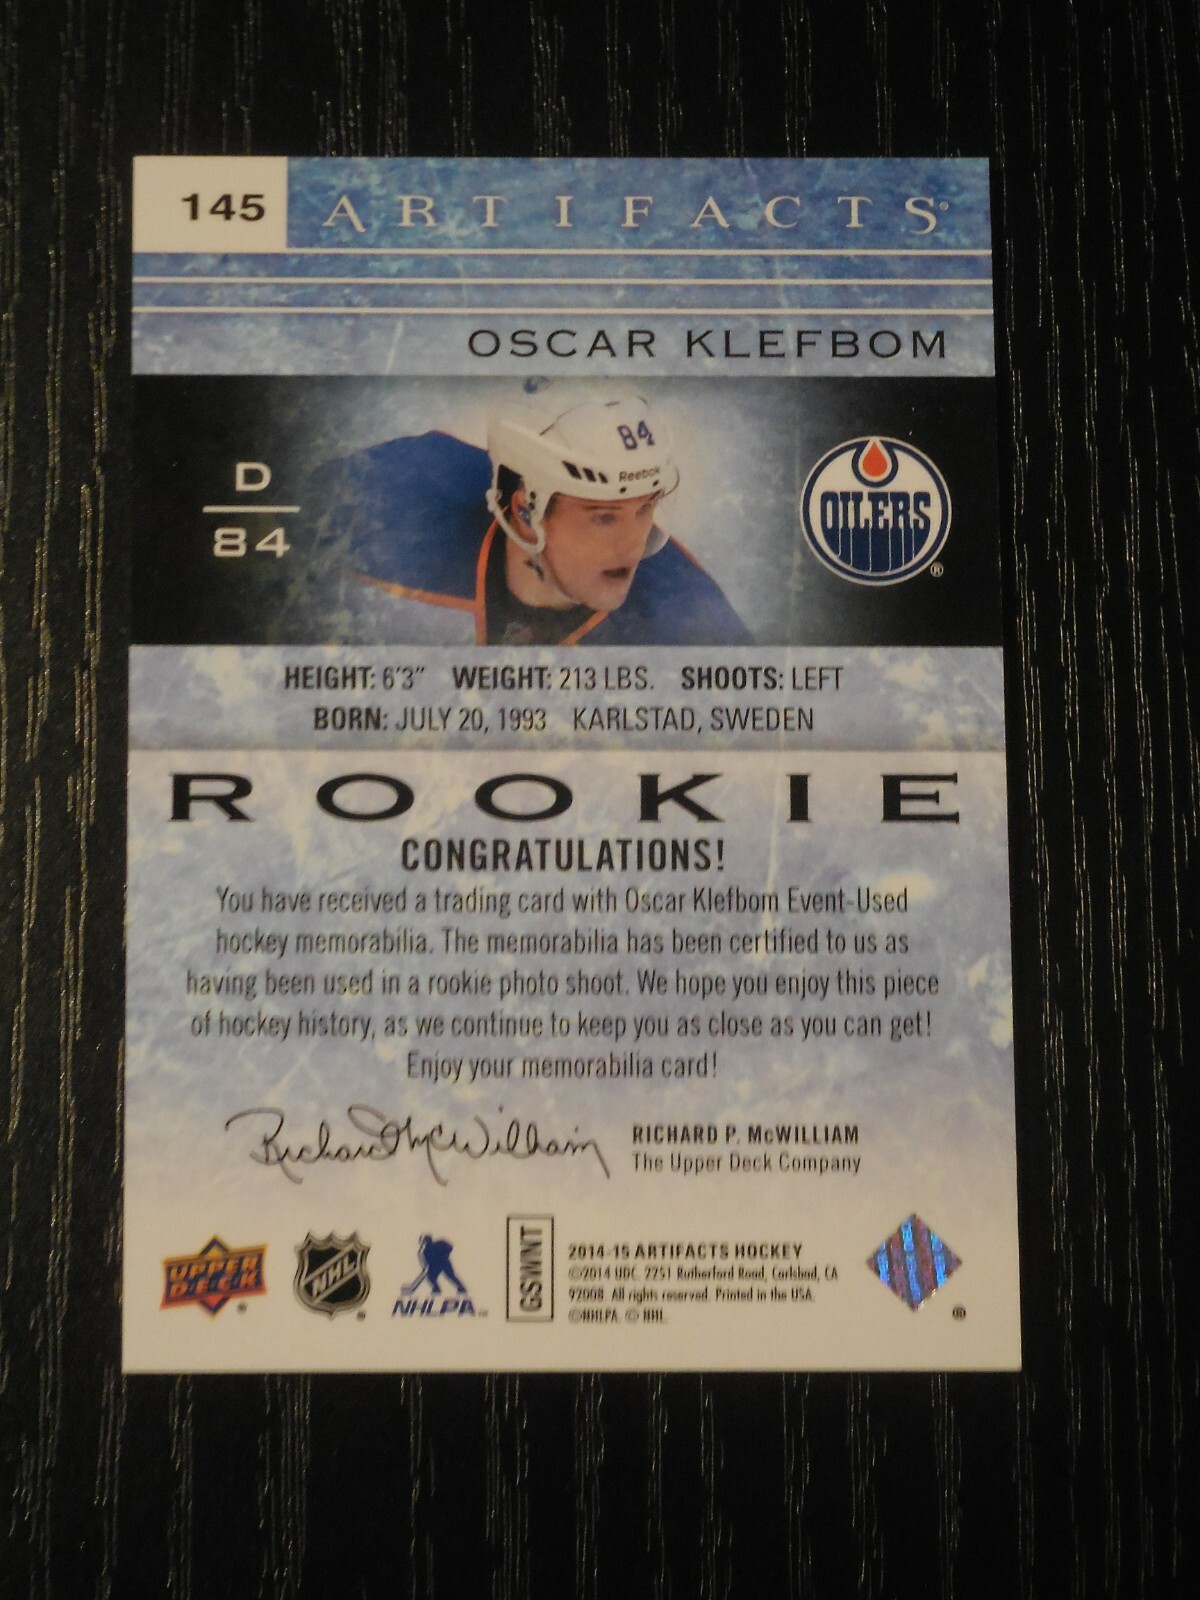 145 ARTIFACTS®
OSCAR KLEFBOM
84
Reebok
D
84
OILERS
®
HEIGHT: 6'3" WEIGHT: 213 LBS. SHOOTS: LEFT
BORN: JULY 20, 1993 KARLSTAD, SWEDEN
ROOKIE
CONGRATULATIONS!
You have received a trading card with Oscar Klefbom Event-Used
hockey memorabilia. The memorabilia has been certified to us as
having been used in a rookie photo shoot. We hope you enjoy this piece
of hockey history, as we continue to keep you as close as you can get!
Enjoy your memorabilia card!
Richard McWilliam
RICHARD P. McWILLIAM
The Upper Deck Company
UPPER
DECK
®
NHL
®
NHLPA™
GSWNT
2014-15 ARTIFACTS HOCKEY
©2014 UDC. 2251 Rutherford Road, Carlsbad, CA
92008. All rights reserved. Printed in the USA.
©NHLPA. © NHL.
®